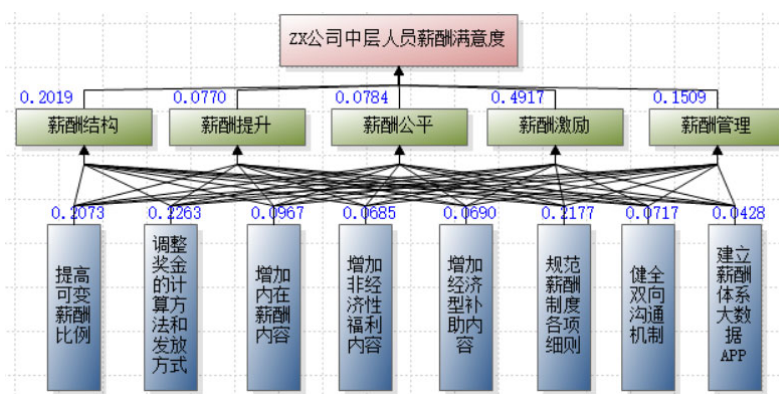 ZX公司中层人员薪酬满意度
0.2019 0.0770 0.0784 0.4917 0.1509
薪酬结构 薪酬提升 薪酬公平 薪酬激励 薪酬管理
0.2073 0.2263 0.0967 0.0685 0.0690 0.2177 0.0717 0.0428
提高
可变
薪酬
比例
调整
奖金
的计
算方
法和
发放
方式
增加
内在
薪酬
内容
增加
非经
济性
福利
内容
增加
经济
型补
助内
容
规范
薪酬
制度
各项
细则
健全
双向
沟通
机制
建立
薪酬
体系
大数
据
APP